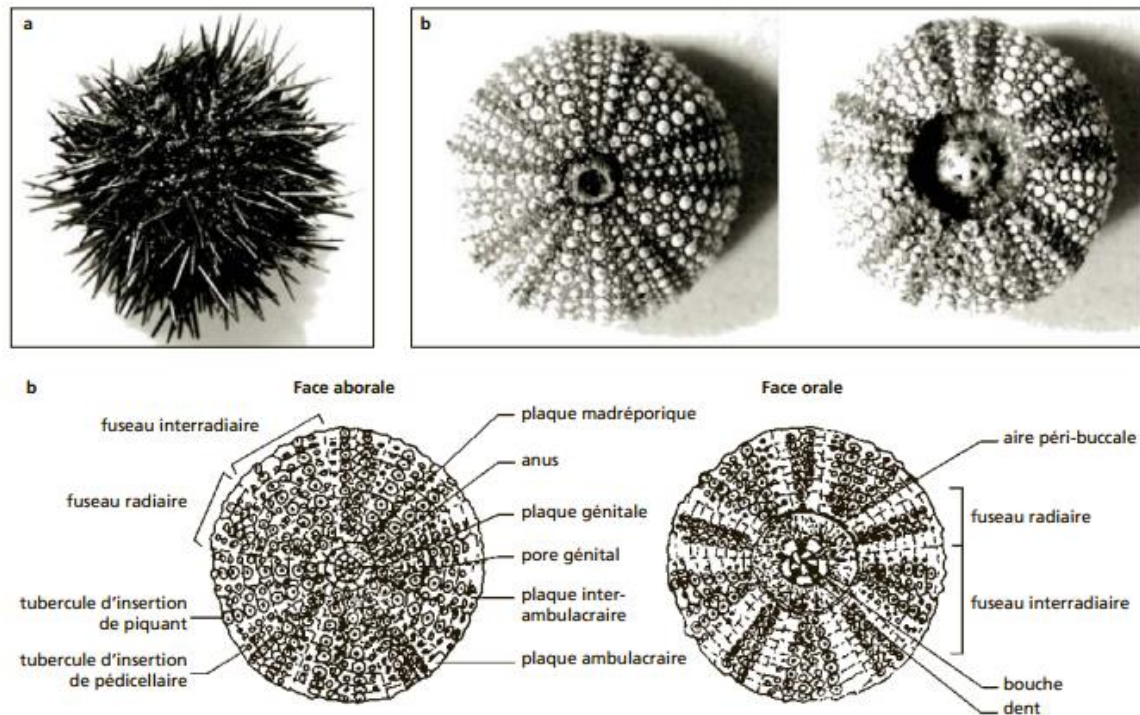 a
b
b
Face aborale
Face orale
fuseau interradiaire
fuseau radiaire
tubercule d'insertion
de piquant
tubercule d'insertion
de pédicellaire
plaque madréporique
anus
plaque génitale
pore génital
plaque inter-
ambulacraire
plaque ambulacraire
aire péri-buccale
fuseau radiaire
fuseau interradiaire
bouche
dent